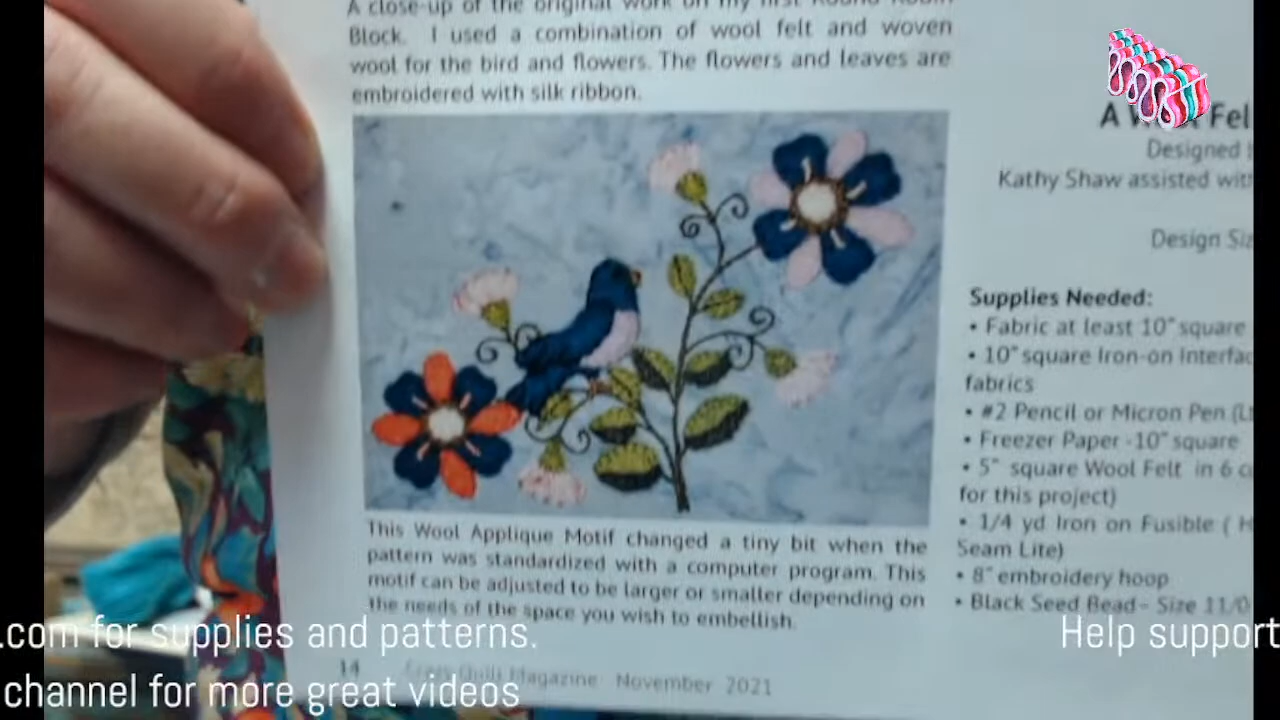 A close-up of the original work on my first Round Robin
Block. I used a combination of wool felt and woven
wool for the bird and flowers. The flowers and leaves are
embroidered with silk ribbon.
This Wool Applique Motif changed a tiny bit when the
pattern was standardized with a computer program. This
motif can be adjusted to be larger or smaller depending on
the needs of the space you wish to embellish.
14 Crazy Quilt Magazine November 2021
A Fel
Designed
Kathy Shaw assisted wit
Design Siz
Supplies Needed:
• Fabric at least 10" square
• 10" square Iron-on Interfac
fabrics
• #2 Pencil or Micron Pen (Lt
• Freezer Paper -10" square
• 5" square Wool Felt in 6 c
for this project)
• 1/4 yd Iron on Fusible ( H
Seam Lite)
• 8" embroidery hoop
• Black Seed Bead- Size 11/0
.com for supplies and patterns.
Help support
channel for more great videos